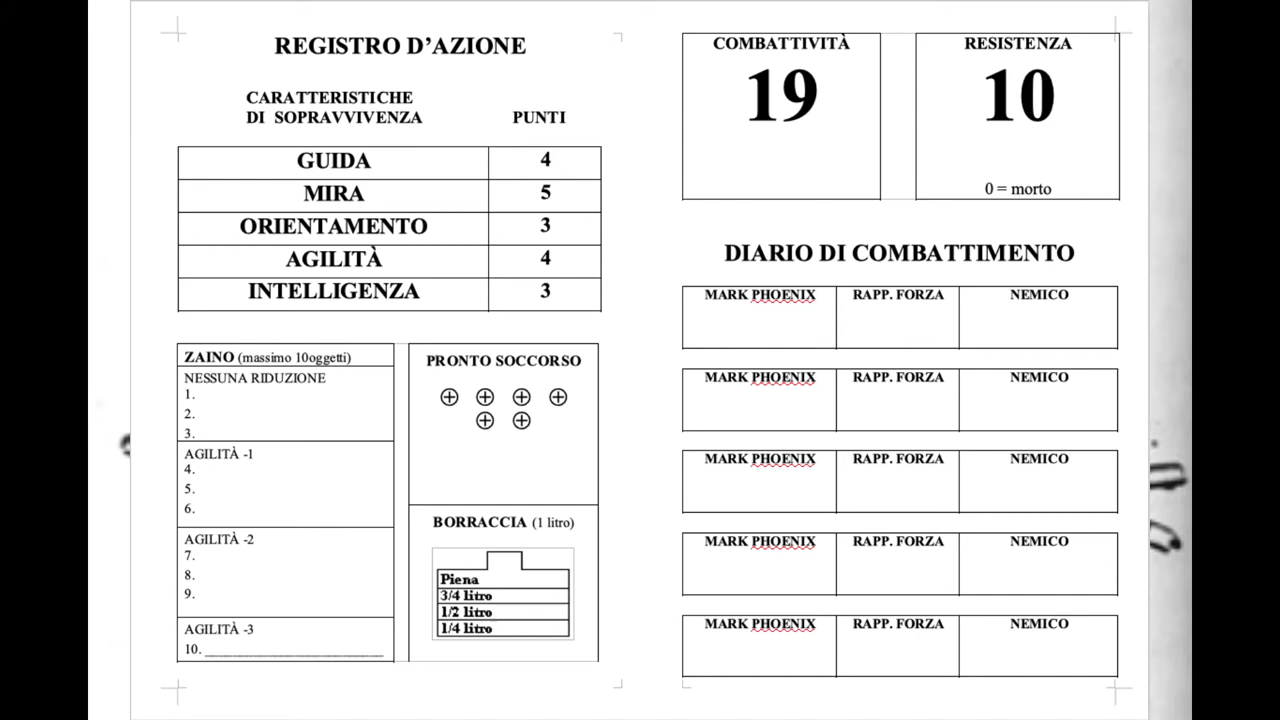 REGISTRO D’AZIONE
CARATTERISTICHE
DI SOPRAVVIVENZA PUNTI
GUIDA 4
MIRA 5
ORIENTAMENTO 3
AGILITÀ 4
INTELLIGENZA 3
ZAINO (massimo 10oggetti)
NESSUNA RIDUZIONE
1.
2.
3.
AGILITÀ -1
4.
5.
6.
AGILITÀ -2
7.
8.
9.
AGILITÀ -3
10. ___________________________
PRONTO SOCCORSO
BORRACCIA (1 litro)
Piena
3/4 litro
1/2 litro
1/4 litro
COMBATTIVITÀ
19
RESISTENZA
10
0 = morto
DIARIO DI COMBATTIMENTO
MARK PHOENIX RAPP. FORZA NEMICO
MARK PHOENIX RAPP. FORZA NEMICO
MARK PHOENIX RAPP. FORZA NEMICO
MARK PHOENIX RAPP. FORZA NEMICO
MARK PHOENIX RAPP. FORZA NEMICO